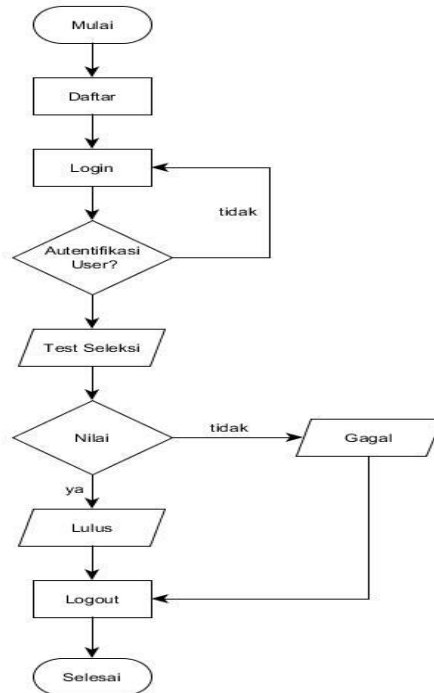 Mulai
Daftar
Login
tidak
Autentifikasi
User?
Test Seleksi
Nilai
tidak
Gagal
ya
Lulus
Logout
Selesai